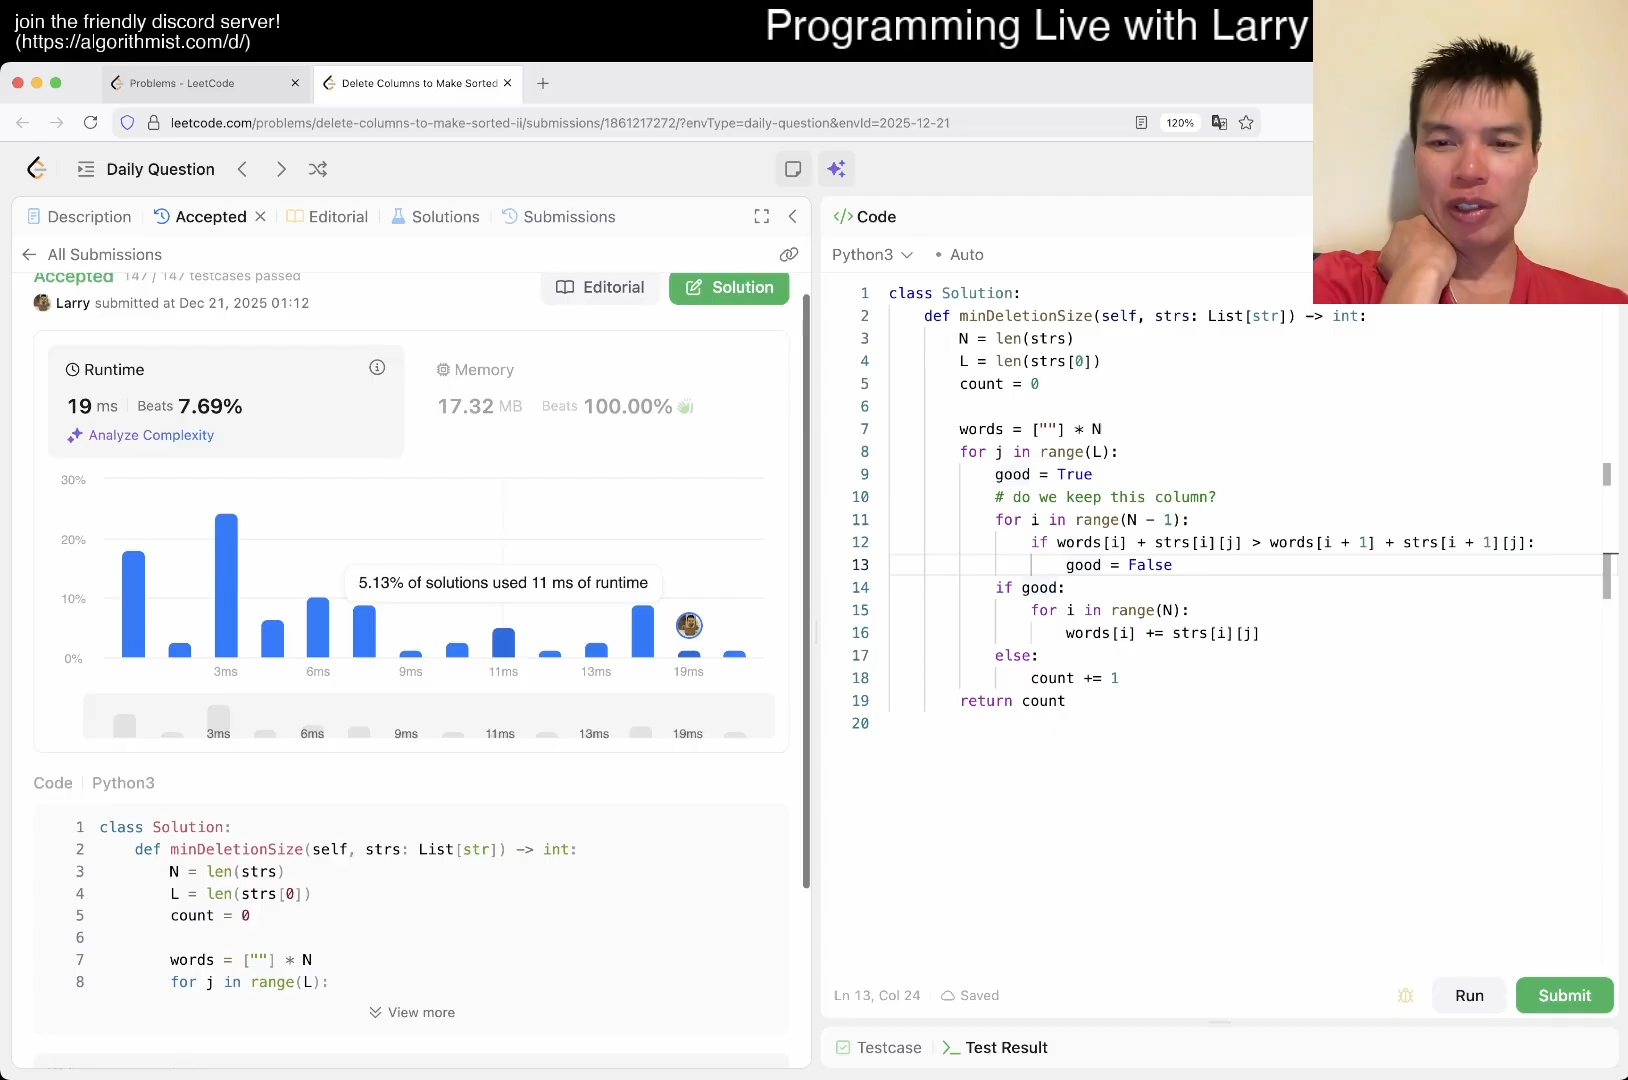 join the friendly discord server!
(https://algorithmist.com/d/)
Programming Live with Larry
Problems - LeetCode
Delete Columns to Make Sorted
leetcode.com/problems/delete-columns-to-make-sorted-ii/submissions/1861217272/?envType=daily-question&envId=2025-12-21
120%
Daily Question
Description
Accepted
Editorial
Solutions
Submissions
All Submissions
Accepted 147 / 147 testcases passed
Larry submitted at Dec 21, 2025 01:12
Editorial
Solution
Runtime
19 ms Beats 7.69%
Analyze Complexity
Memory
17.32 MB Beats 100.00%
30%
20%
10%
0%
5.13% of solutions used 11 ms of runtime
3ms 6ms 9ms 11ms 13ms 19ms
3ms 6ms 9ms 11ms 13ms 19ms
Code Python3
1 class Solution:
2 def minDeletionSize(self, strs: List[str]) -> int:
3 N = len(strs)
4 L = len(strs[0])
5 count = 0
6
7 words = [""] * N
8 for j in range(L):
View more
</> Code
Python3 • Auto
1 class Solution:
2 def minDeletionSize(self, strs: List[str]) -> int:
3 N = len(strs)
4 L = len(strs[0])
5 count = 0
6
7 words = [""] * N
8 for j in range(L):
9 good = True
10 # do we keep this column?
11 for i in range(N - 1):
12 if words[i] + strs[i][j] > words[i + 1] + strs[i + 1][j]:
13 good = False
14 if good:
15 for i in range(N):
16 words[i] += strs[i][j]
17 else:
18 count += 1
19 return count
20
Ln 13, Col 24 Saved
Run
Submit
Testcase
Test Result